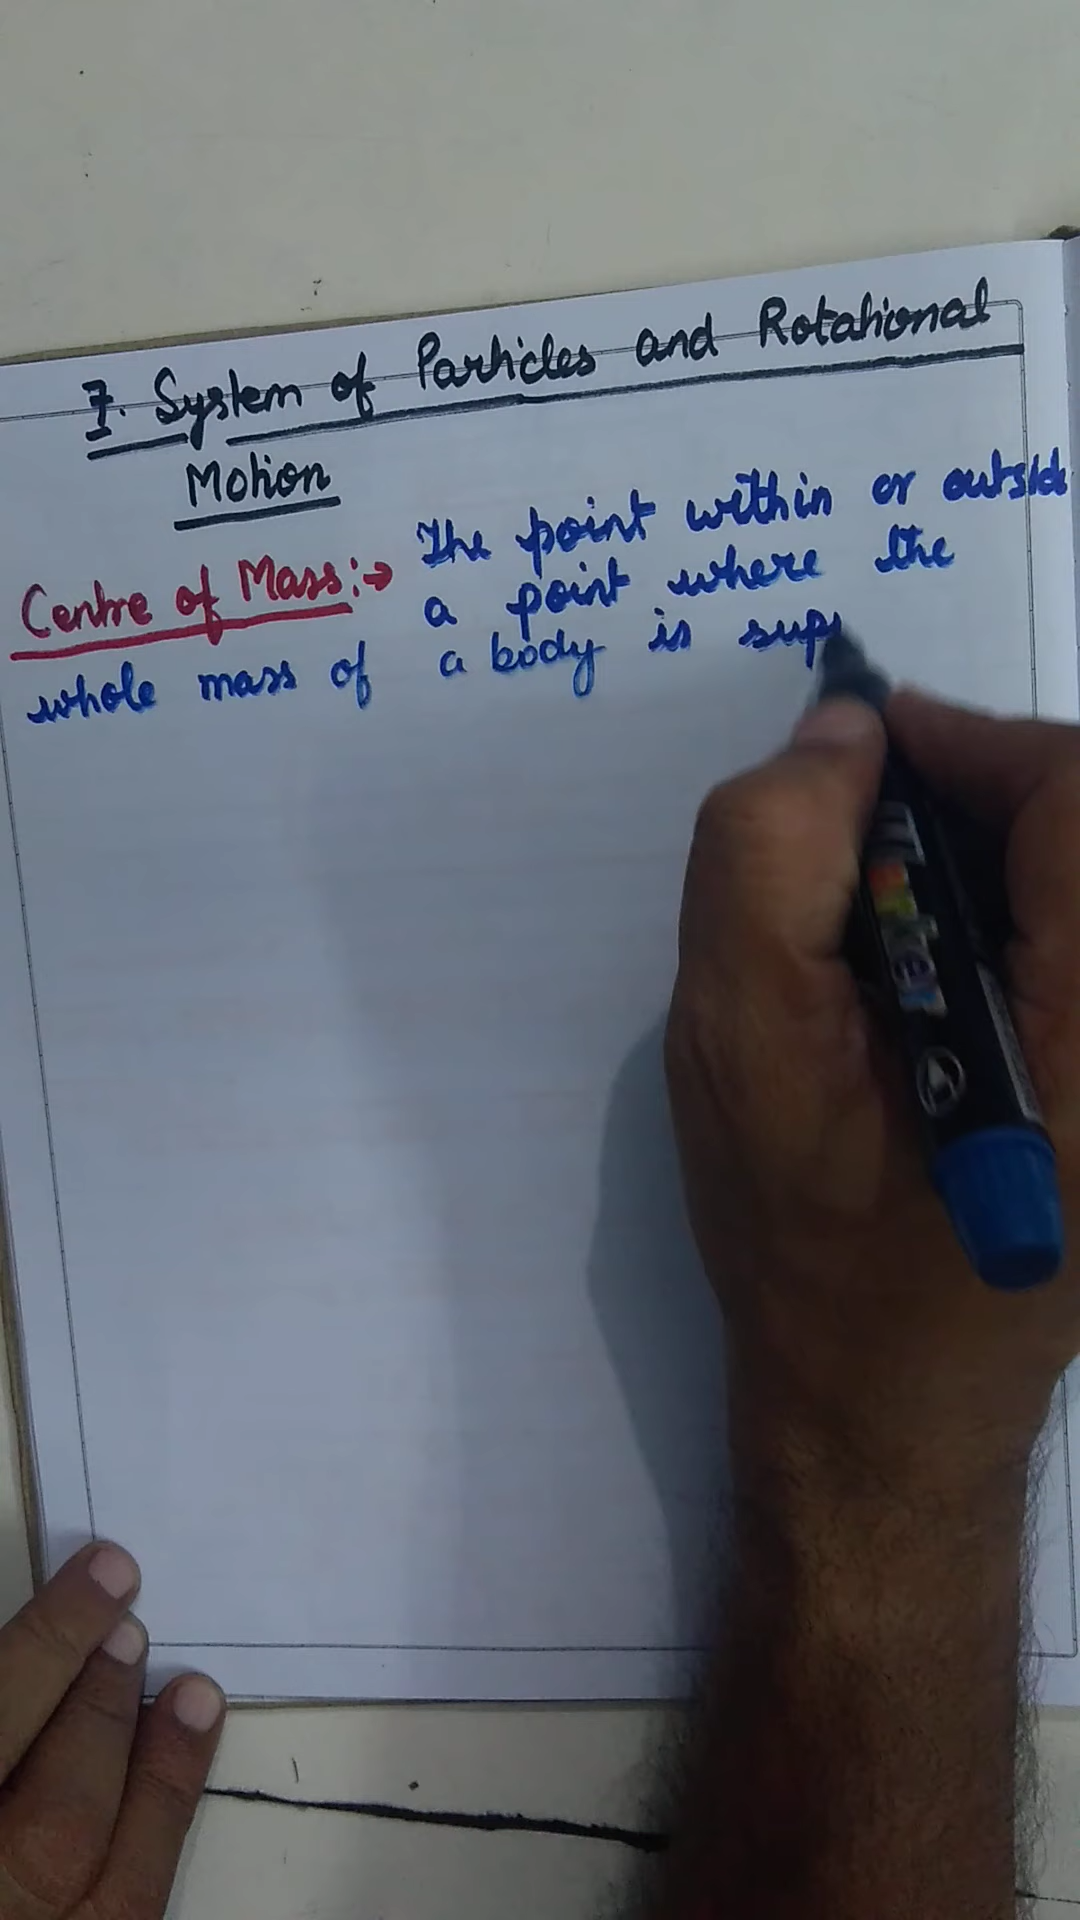 7. System of Particles and Rotational
Motion
Centre of Mass:→ The point within or outside
a point where the
whole mass of a body is sup